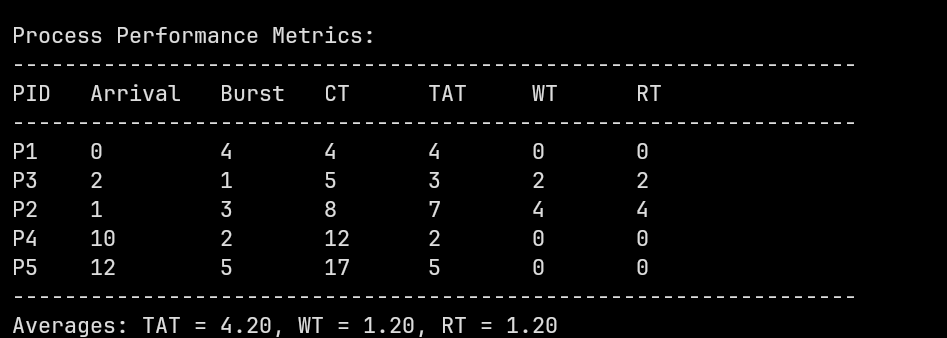 Process Performance Metrics:
-----------------------------------------------------------------
PID   Arrival   Burst   CT      TAT     WT      RT
-----------------------------------------------------------------
P1    0         4       4       4       0       0
P3    2         1       5       3       2       2
P2    1         3       8       7       4       4
P4    10        2       12      2       0       0
P5    12        5       17      5       0       0
-----------------------------------------------------------------
Averages: TAT = 4.20, WT = 1.20, RT = 1.20